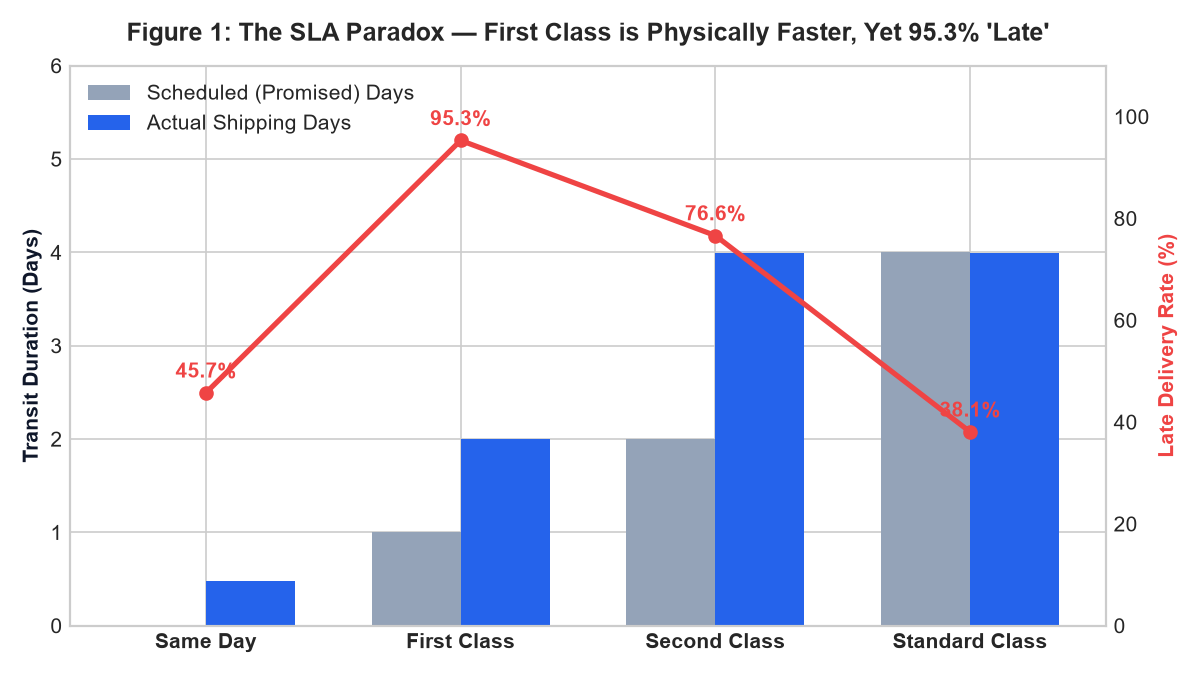 Figure 1: The SLA Paradox — First Class is Physically Faster, Yet 95.3% 'Late'
Scheduled (Promised) Days
Actual Shipping Days
Transit Duration (Days)
6
5
4
3
2
1
0
45.7%
95.3%
76.6%
38.1%
100
80
60
40
20
0
Late Delivery Rate (%)
Same Day
First Class
Second Class
Standard Class